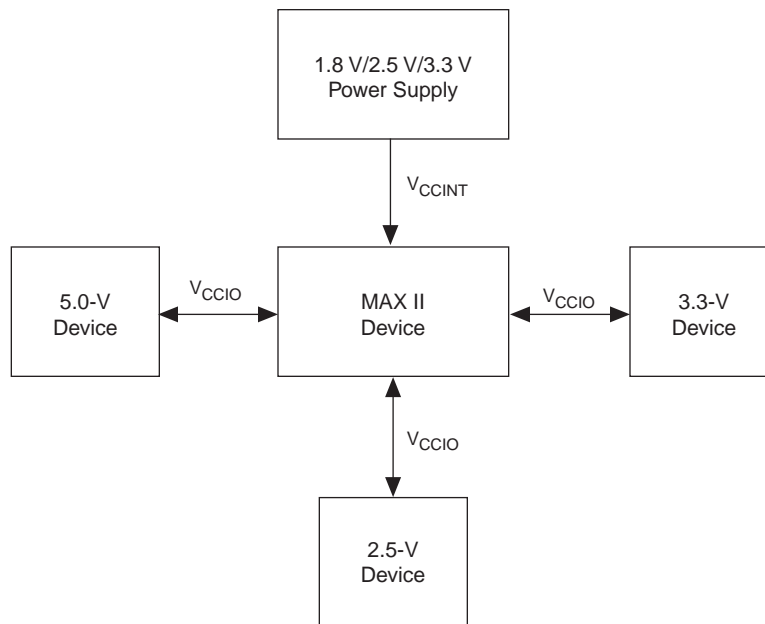 1.8 V/2.5 V/3.3 V
Power Supply
VCCINT
5.0-V
Device
VCCIO
MAX II
Device
VCCIO
3.3-V
Device
VCCIO
2.5-V
Device